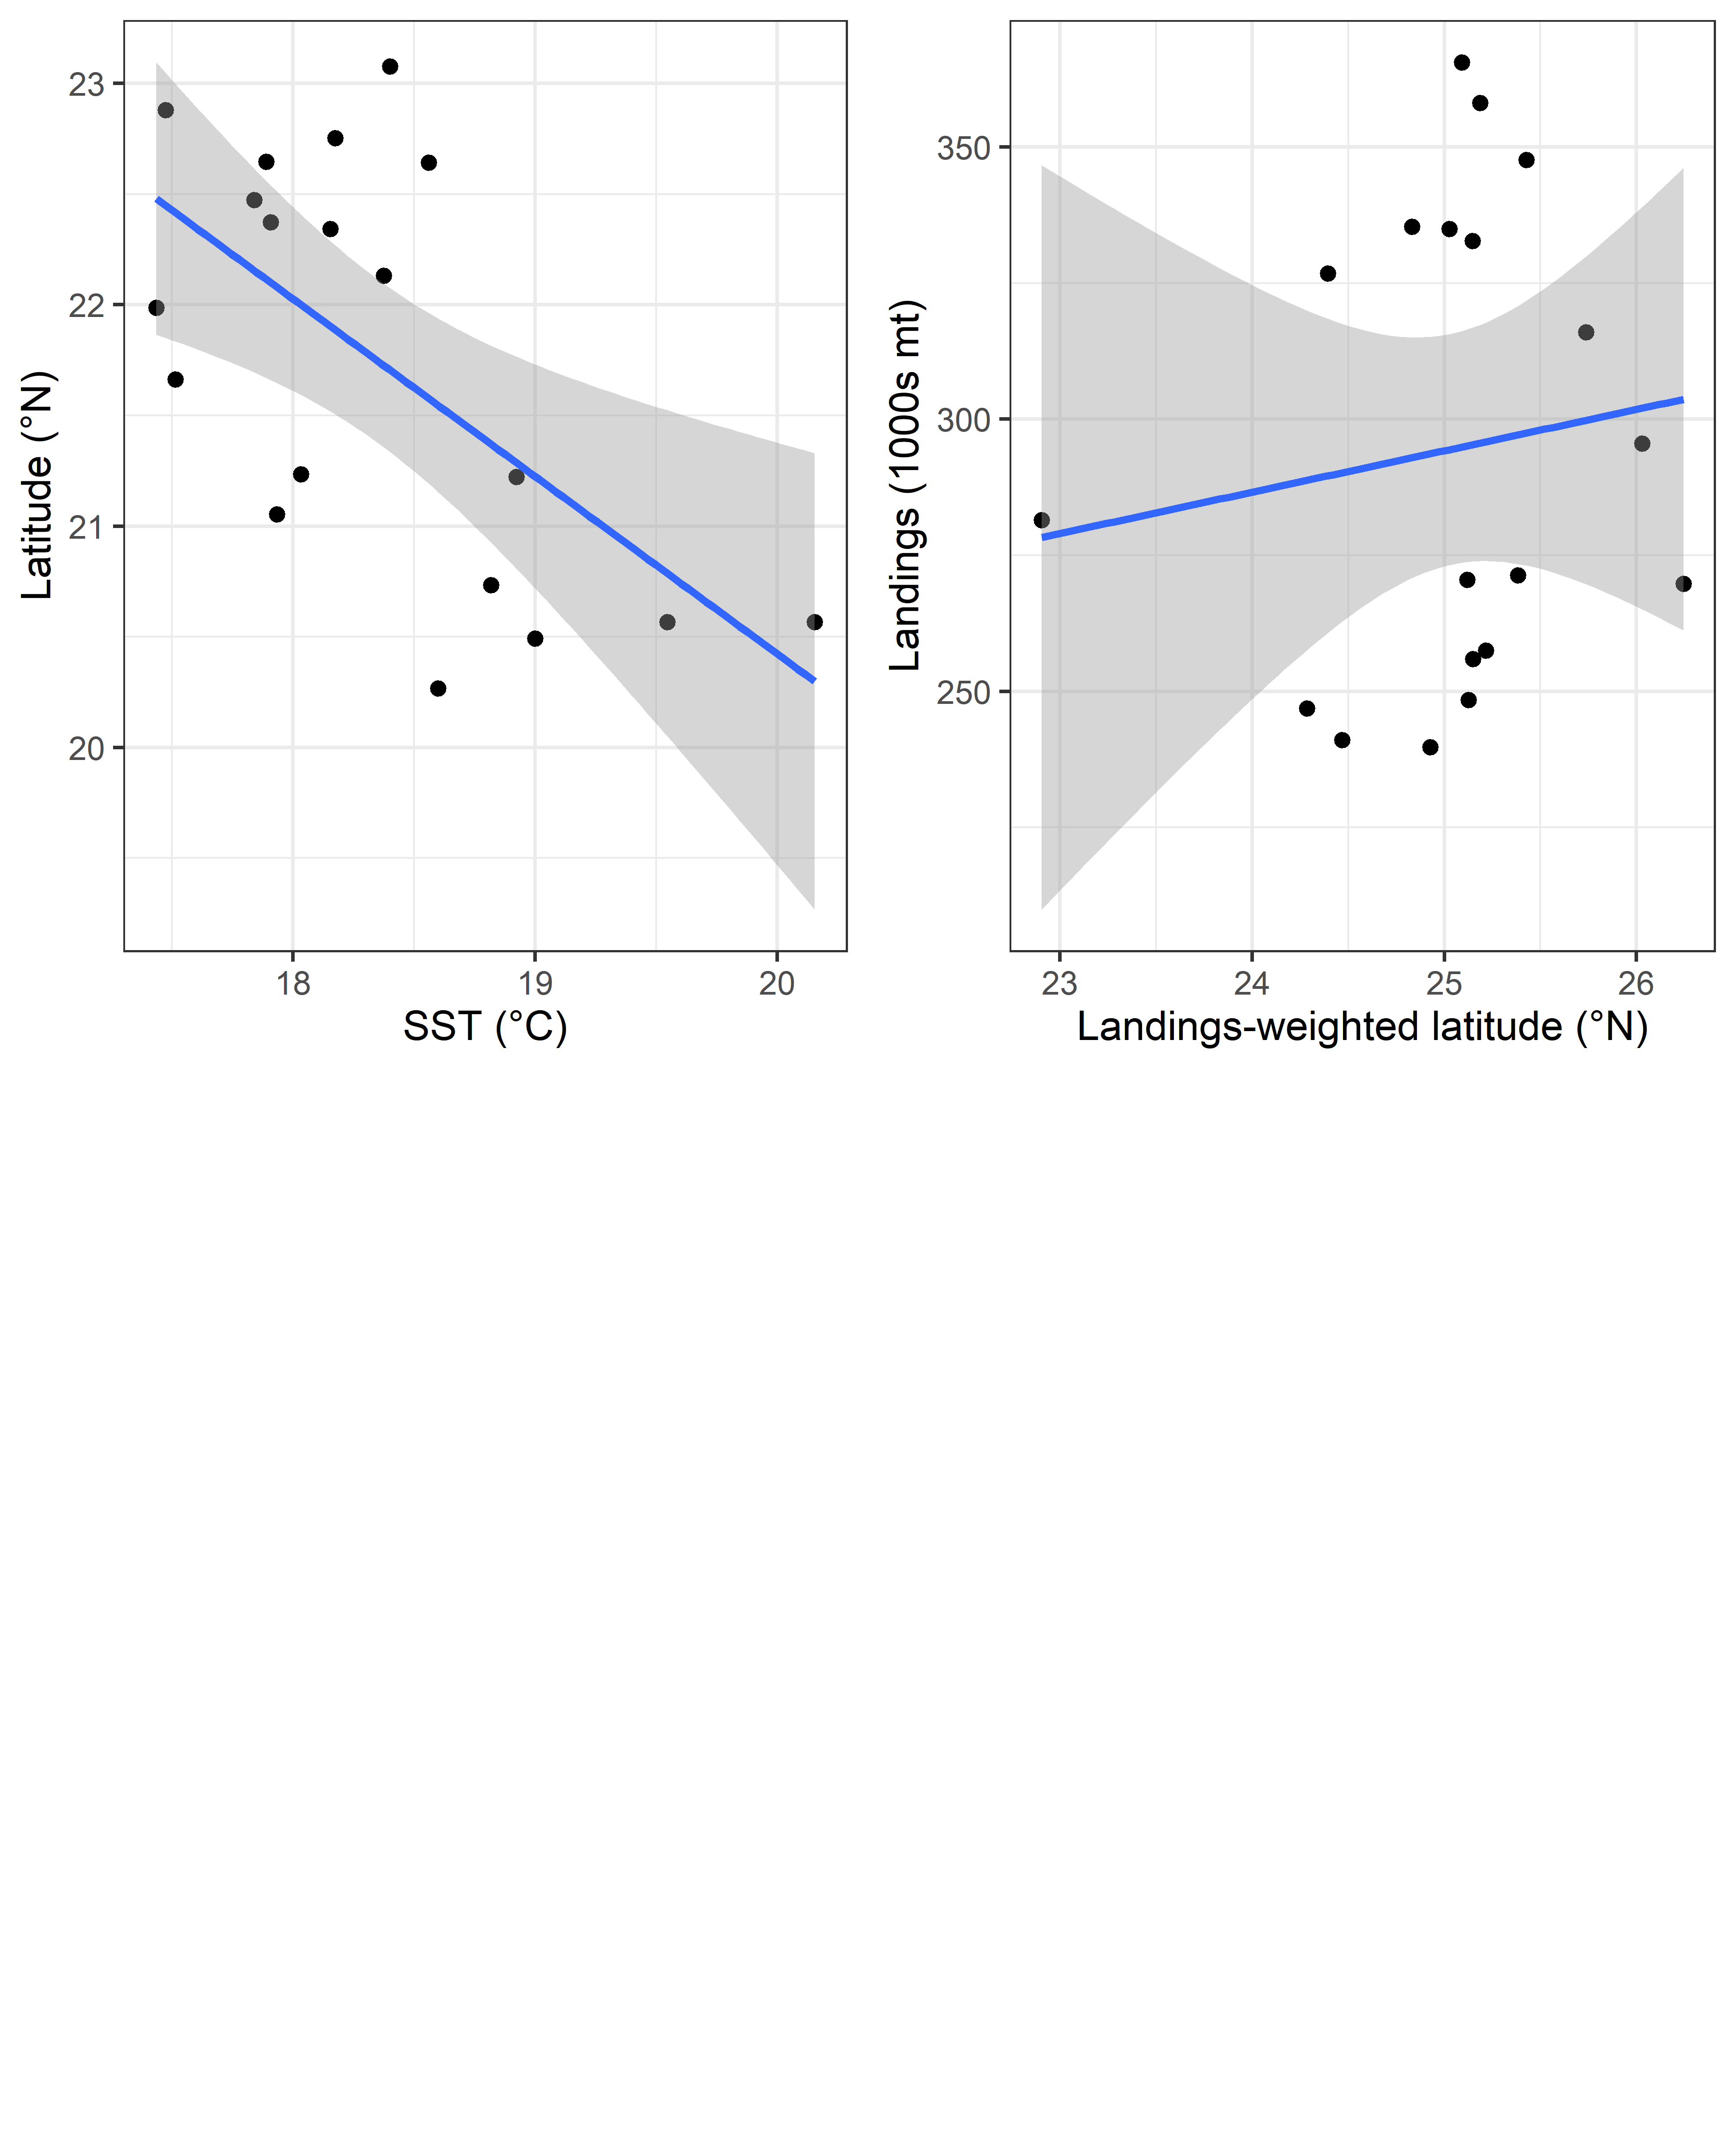 Latitude (°N)
23
22
21
20
18 19 20
SST (°C)
Landings (1000s mt)
350
300
250
23 24 25 26
Landings-weighted latitude (°N)